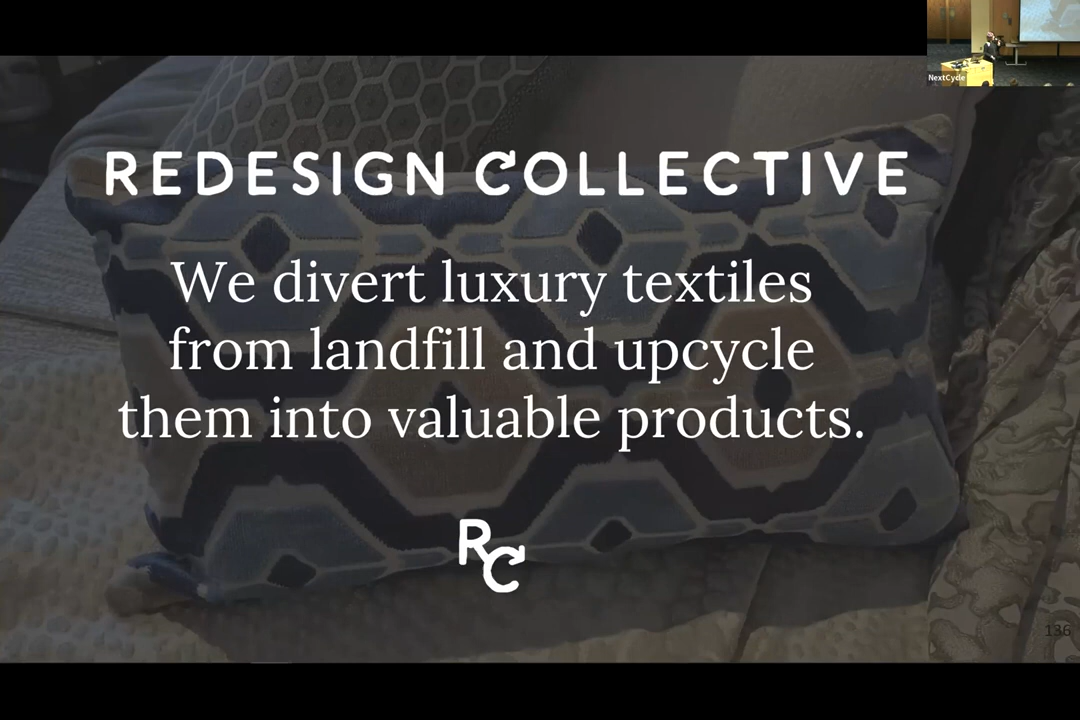 NextCycle
REDESIGN COLLECTIVE
We divert luxury textiles
from landfill and upcycle
them into valuable products.
RC
136